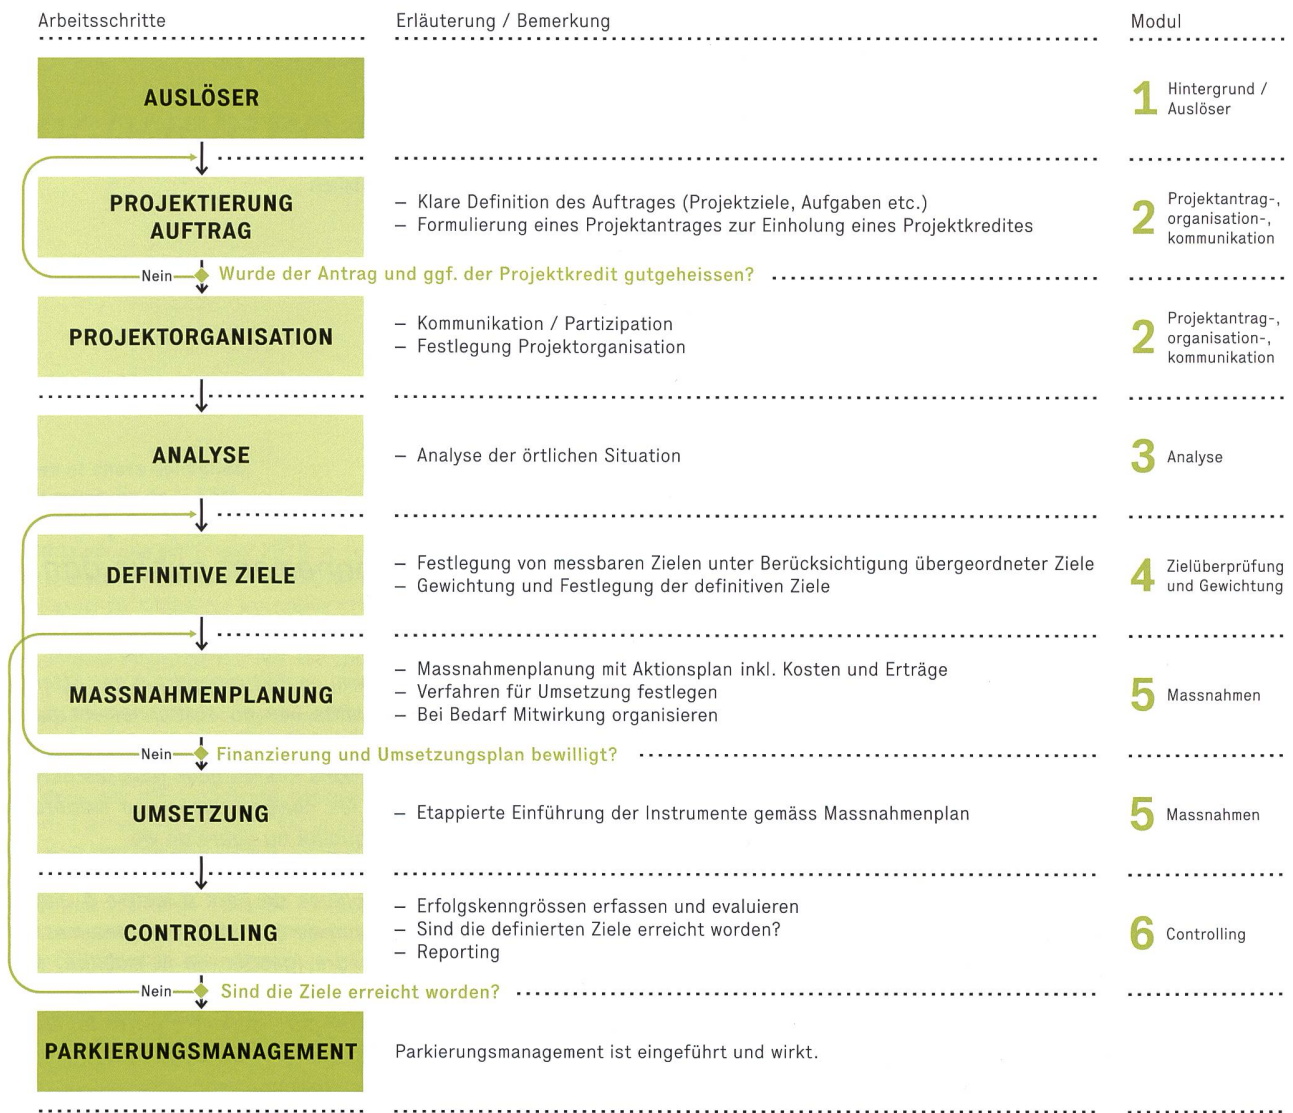 Arbeitsschritte
Erläuterung / Bemerkung
Modul
AUSLÖSER
1 Hintergrund /
Auslöser
PROJEKTIERUNG
AUFTRAG
– Klare Definition des Auftrages (Projektziele, Aufgaben etc.)
– Formulierung eines Projektantrages zur Einholung eines Projektkredites
2 Projektantrag-,
organisation-,
kommunikation
Nein
Wurde der Antrag und ggf. der Projektkredit gutgeheissen?
PROJEKTORGANISATION
– Kommunikation / Partizipation
– Festlegung Projektorganisation
2 Projektantrag-,
organisation-,
kommunikation
ANALYSE
– Analyse der örtlichen Situation
3 Analyse
DEFINITIVE ZIELE
– Festlegung von messbaren Zielen unter Berücksichtigung übergeordneter Ziele
– Gewichtung und Festlegung der definitiven Ziele
4 Zielüberprüfung
und Gewichtung
MASSNAHMENPLANUNG
– Massnahmenplanung mit Aktionsplan inkl. Kosten und Erträge
– Verfahren für Umsetzung festlegen
– Bei Bedarf Mitwirkung organisieren
5 Massnahmen
Nein
Finanzierung und Umsetzungsplan bewilligt?
UMSETZUNG
– Etappierte Einführung der Instrumente gemäss Massnahmenplan
5 Massnahmen
CONTROLLING
– Erfolgskenngrössen erfassen und evaluieren
– Sind die definierten Ziele erreicht worden?
– Reporting
6 Controlling
Nein
Sind die Ziele erreicht worden?
PARKIERUNGSMANAGEMENT
Parkierungsmanagement ist eingeführt und wirkt.